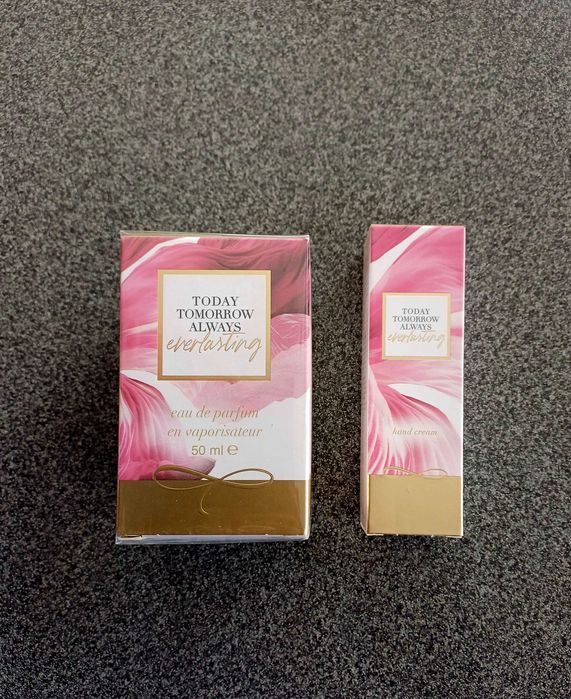 TODAY
TOMORROW
ALWAYS
everlasting
eau de parfum
en vaporisateur
50 ml ℮
TODAY
TOMORROW
ALWAYS
everlasting
hand cream